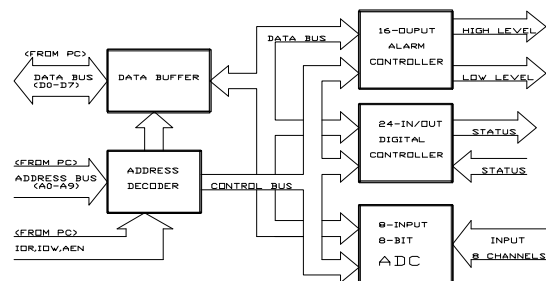 (FROM PC)
DATA BUS
(D0-D7)
DATA BUFFER
DATA BUS
16-OUPUT
ALARM
CONTROLLER
HIGH LEVEL
LOW LEVEL
24-IN/OUT
DIGITAL
CONTROLLER
STATUS
STATUS
(FROM PC)
ADDRESS BUS
(A0-A9)
ADDRESS
DECODER
CONTROL BUS
(FROM PC)
IOR,IOW,AEN
8-INPUT
8-BIT
ADC
INPUT
8 CHANNELS